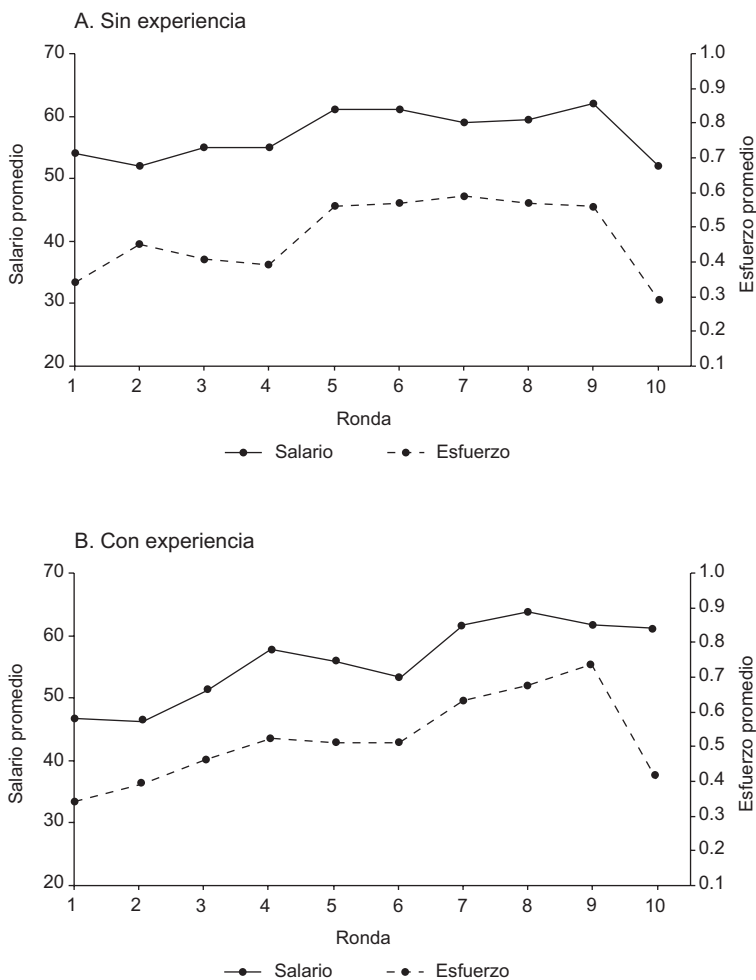 A. Sin experiencia
70
60
50
40
30
20
Salario promedio
1.0
0.9
0.8
0.7
0.6
0.5
0.4
0.3
0.2
0.1
Esfuerzo promedio
1 2 3 4 5 6 7 8 9 10
Ronda
Salario Esfuerzo
B. Con experiencia
70
60
50
40
30
20
Salario promedio
1.0
0.9
0.8
0.7
0.6
0.5
0.4
0.3
0.2
0.1
Esfuerzo promedio
1 2 3 4 5 6 7 8 9 10
Ronda
Salario Esfuerzo